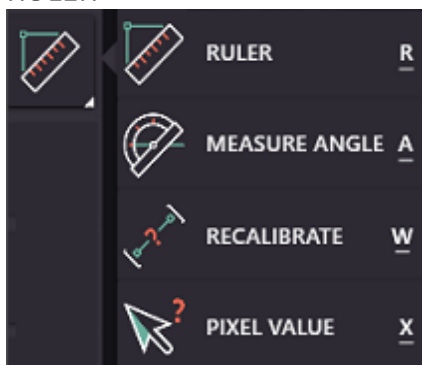 RULER R
MEASURE ANGLE A
? RECALIBRATE W
? PIXEL VALUE X